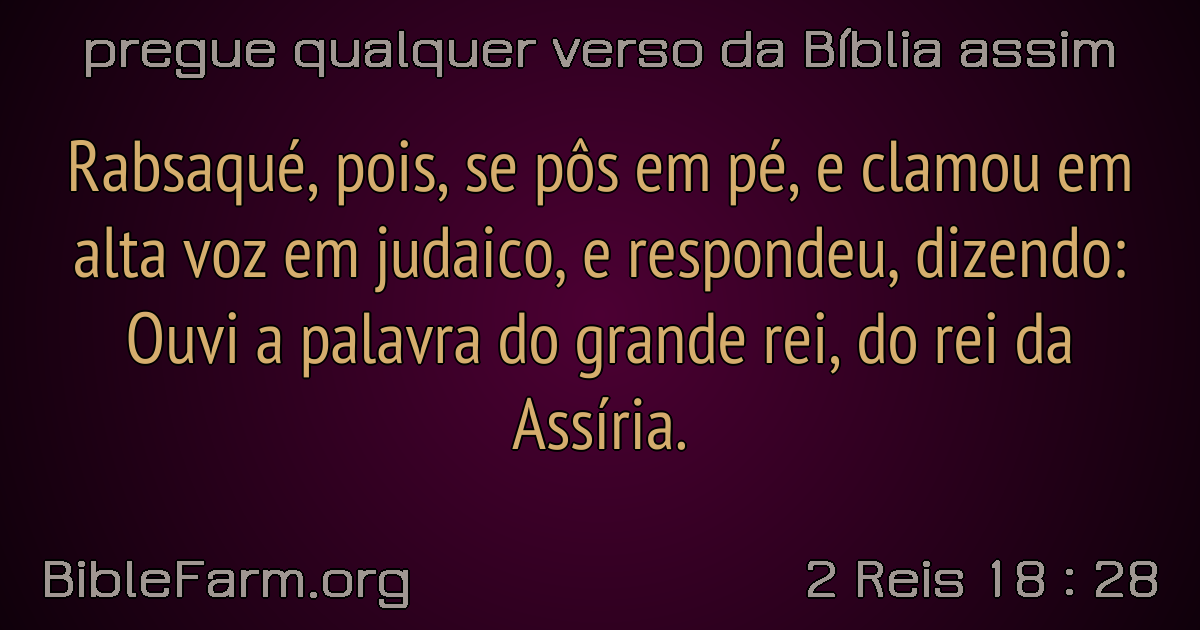 pregue qualquer verso da Bíblia assim
Rabsaqué, pois, se pôs em pé, e clamou em
alta voz em judaico, e respondeu, dizendo:
Ouvi a palavra do grande rei, do rei da
Assíria.
BibleFarm.org
2 Reis 18 : 28